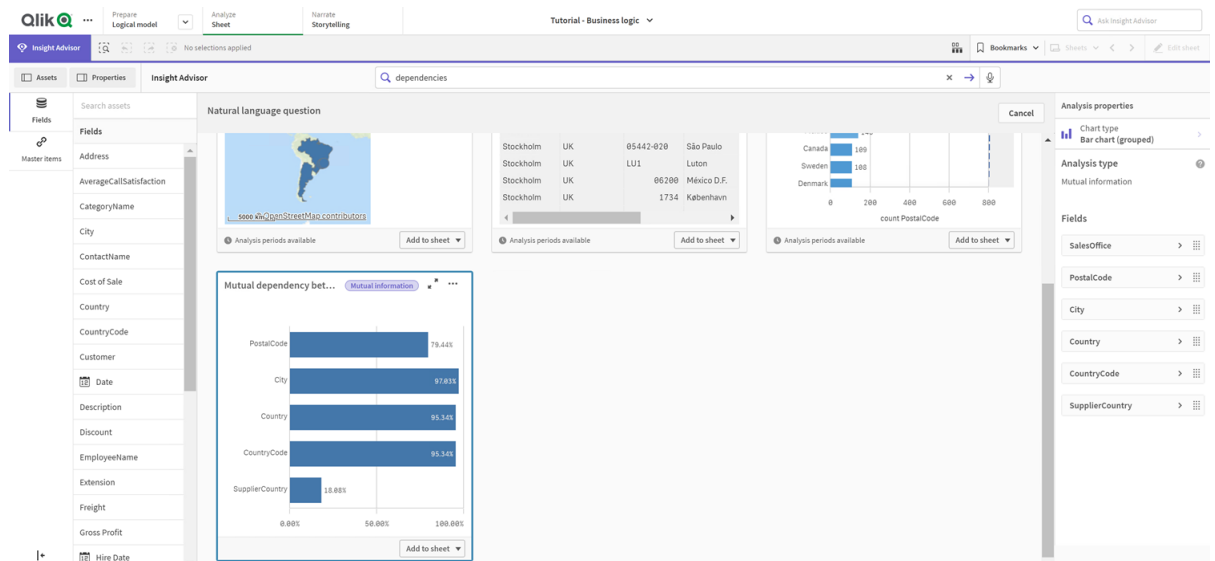 Qlik
Prepare
Logical model
Analyze
Sheet
Narrate
Storytelling
Tutorial - Business logic
Ask Insight Advisor
Insight Advisor
No selections applied
Bookmarks
Sheets
Edit sheet
Assets
Properties
Insight Advisor
dependencies
Fields
Master items
Search assets
Fields
Address
AverageCallSatisfaction
CategoryName
City
ContactName
Cost of Sale
Country
CountryCode
Customer
Date
Description
Discount
EmployeeName
Extension
Freight
Gross Profit
Hire Date
Natural language question
Cancel
5000 km
OpenStreetMap contributors
Analysis periods available
Add to sheet
Stockholm UK 05442-020 São Paulo
Stockholm UK LU1 Luton
Stockholm UK 06200 México D.F.
Stockholm UK 1734 København
Analysis periods available
Add to sheet
Canada 109
Sweden 108
Denmark
0 200 400 600 800
count PostalCode
Analysis periods available
Add to sheet
Mutual dependency bet...
Mutual information
PostalCode 79.44%
City 97.03%
Country 95.34%
CountryCode 95.34%
SupplierCountry 18.08%
0.00% 50.00% 100.00%
Add to sheet
Analysis properties
Chart type
Bar chart (grouped)
Analysis type
Mutual information
Fields
SalesOffice
PostalCode
City
Country
CountryCode
SupplierCountry